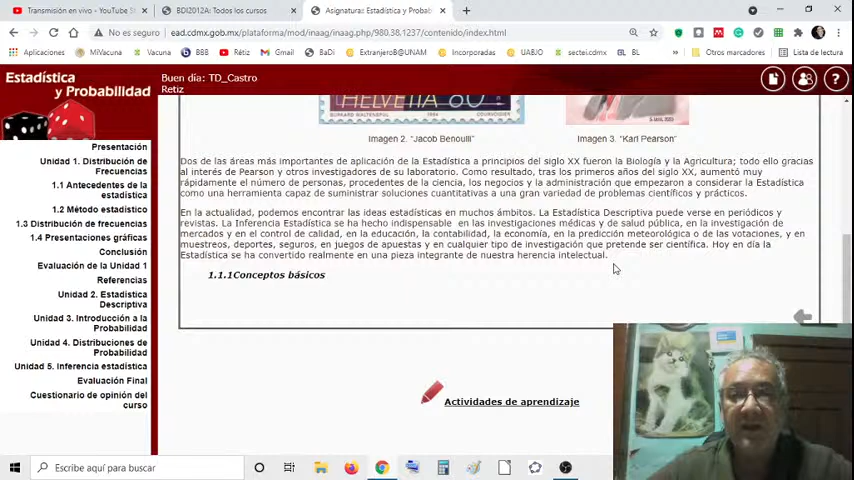 Transmisión en vivo - YouTube S
BDI2012A: Todos los cursos
Asignaturas: Estadística y Probab
No es seguro
ead.cdmx.gob.mx/plataforma/mod/inaag/inaag.php/980.38.1237/contenido/index.html
Aplicaciones
MiVacuna
Vacuna
BBB
Rétiz
Gmail
BaDi
ExtranjeroB@UNAM
Incorporadas
UABJO
sectei.cdmx
BL
Otros marcadores
Lista de lectura
Estadística
y Probabilidad
Buen día: TD_Castro
Retiz
Presentación
Unidad 1. Distribución de
Frecuencias
1.1 Antecedentes de la
estadística
1.2 Método estadístico
1.3 Distribución de frecuencias
1.4 Presentaciones gráficas
Conclusión
Evaluación de la Unidad 1
Referencias
Unidad 2. Estadística
Descriptiva
Unidad 3. Introducción a la
Probabilidad
Unidad 4. Distribuciones de
Probabilidad
Unidad 5. Inferencia estadística
Evaluación Final
Cuestionario de opinión del
curso
HELVETIA 80
Imagen 2. "Jacob Benoulli"
Imagen 3. "Karl Pearson"
Dos de las áreas más importantes de aplicación de la Estadística a principios del siglo XX fueron la Biología y la Agricultura; todo ello gracias
al interés de Pearson y otros investigadores de su laboratorio. Como resultado, tras los primeros años del siglo XX, aumentó muy
rápidamente el número de personas, procedentes de la ciencia, los negocios y la administración que empezaron a considerar la Estadística
como una herramienta capaz de suministrar soluciones cuantitativas a una gran variedad de problemas científicos y prácticos.
En la actualidad, podemos encontrar las ideas estadísticas en muchos ámbitos. La Estadística Descriptiva puede verse en periódicos y
revistas. La Inferencia Estadística se ha hecho indispensable en las investigaciones médicas y de salud pública, en la investigación de
mercados y en el control de calidad, en la educación, la contabilidad, la economía, en la predicción meteorológica o de las votaciones, y en
muestreos, deportes, seguros, en juegos de apuestas y en cualquier tipo de investigación que pretende ser científica. Hoy en día la
Estadística se ha convertido realmente en una pieza integrante de nuestra herencia intelectual.
1.1.1Conceptos básicos
Actividades de aprendizaje
Escribe aquí para buscar